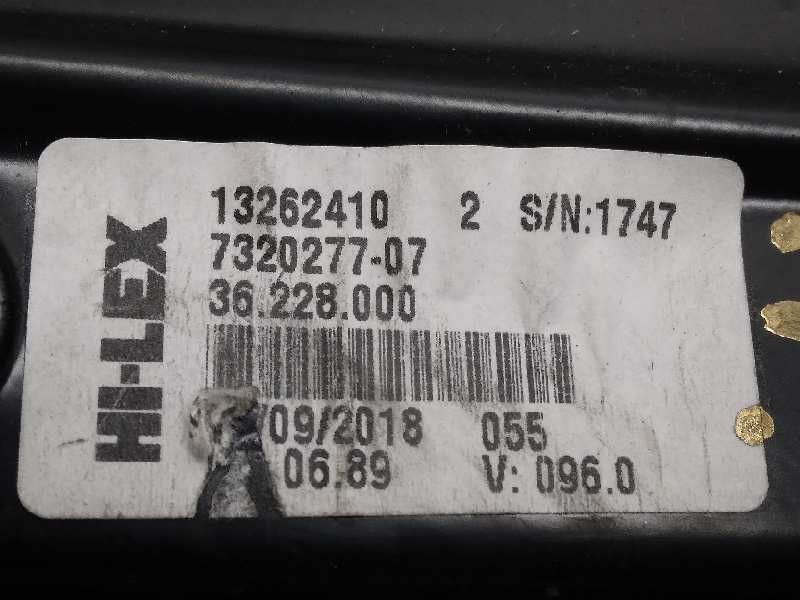 HI-LEX
13262410 2 S/N:1747
7320277-07
36.228.000
/09/2018 055
06.89 V: 096.0